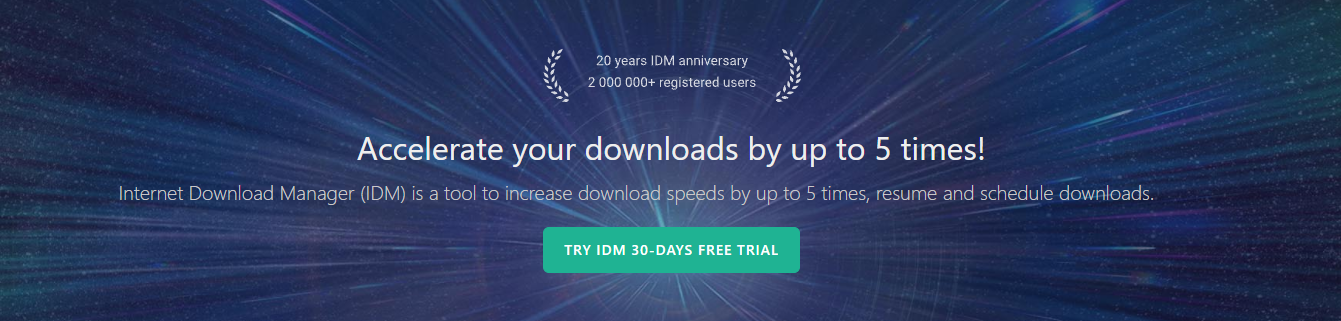 20 years IDM anniversary
2 000 000+ registered users
Accelerate your downloads by up to 5 times!
Internet Download Manager (IDM) is a tool to increase download speeds by up to 5 times, resume and schedule downloads.
TRY IDM 30-DAYS FREE TRIAL